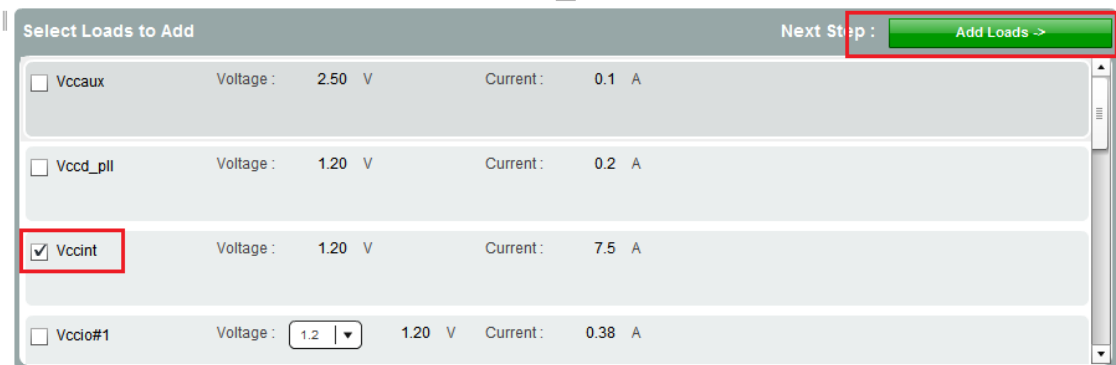 Select Loads to Add Next Step : Add Loads ->
Vccaux Voltage : 2.50 V Current : 0.1 A
Vccd_pll Voltage : 1.20 V Current : 0.2 A
Vccint Voltage : 1.20 V Current : 7.5 A
Vccio#1 Voltage : 1.2 1.20 V Current : 0.38 A